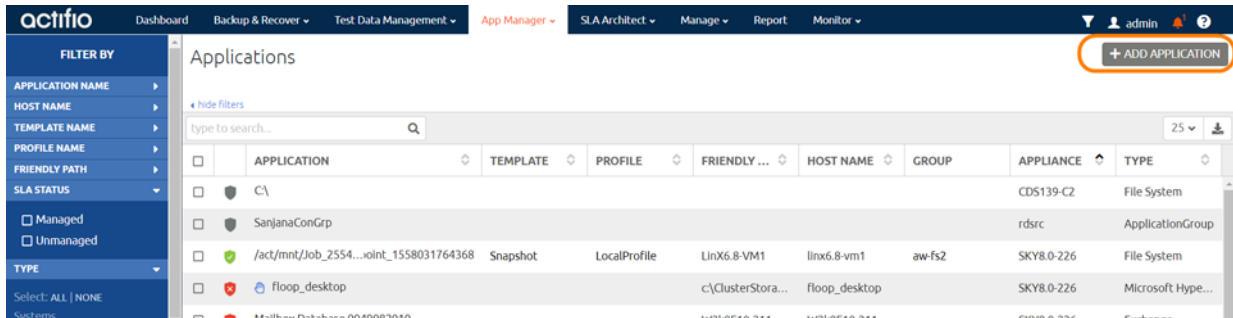 actifio Dashboard Backup & Recover Test Data Management App Manager SLA Architect Manage Report Monitor admin 1 ?
FILTER BY
Applications
+ ADD APPLICATION
APPLICATION NAME
HOST NAME
hide filters
TEMPLATE NAME
type to search...
25
PROFILE NAME
FRIENDLY PATH
APPLICATION TEMPLATE PROFILE FRIENDLY ... HOST NAME GROUP APPLIANCE TYPE
SLA STATUS
C:\ CDS139-C2 File System
Managed
SanjanaConGrp rdsrc ApplicationGroup
Unmanaged
/act/mnt/Job_2554...oint_1558031764368 Snapshot LocalProfile LinX6.8-VM1 linx6.8-vm1 aw-fs2 SKY8.0-226 File System
TYPE
floop_desktop c:\ClusterStora... floop_desktop SKY8.0-226 Microsoft Hype...
Select: ALL | NONE
Systems
Mailbox Database